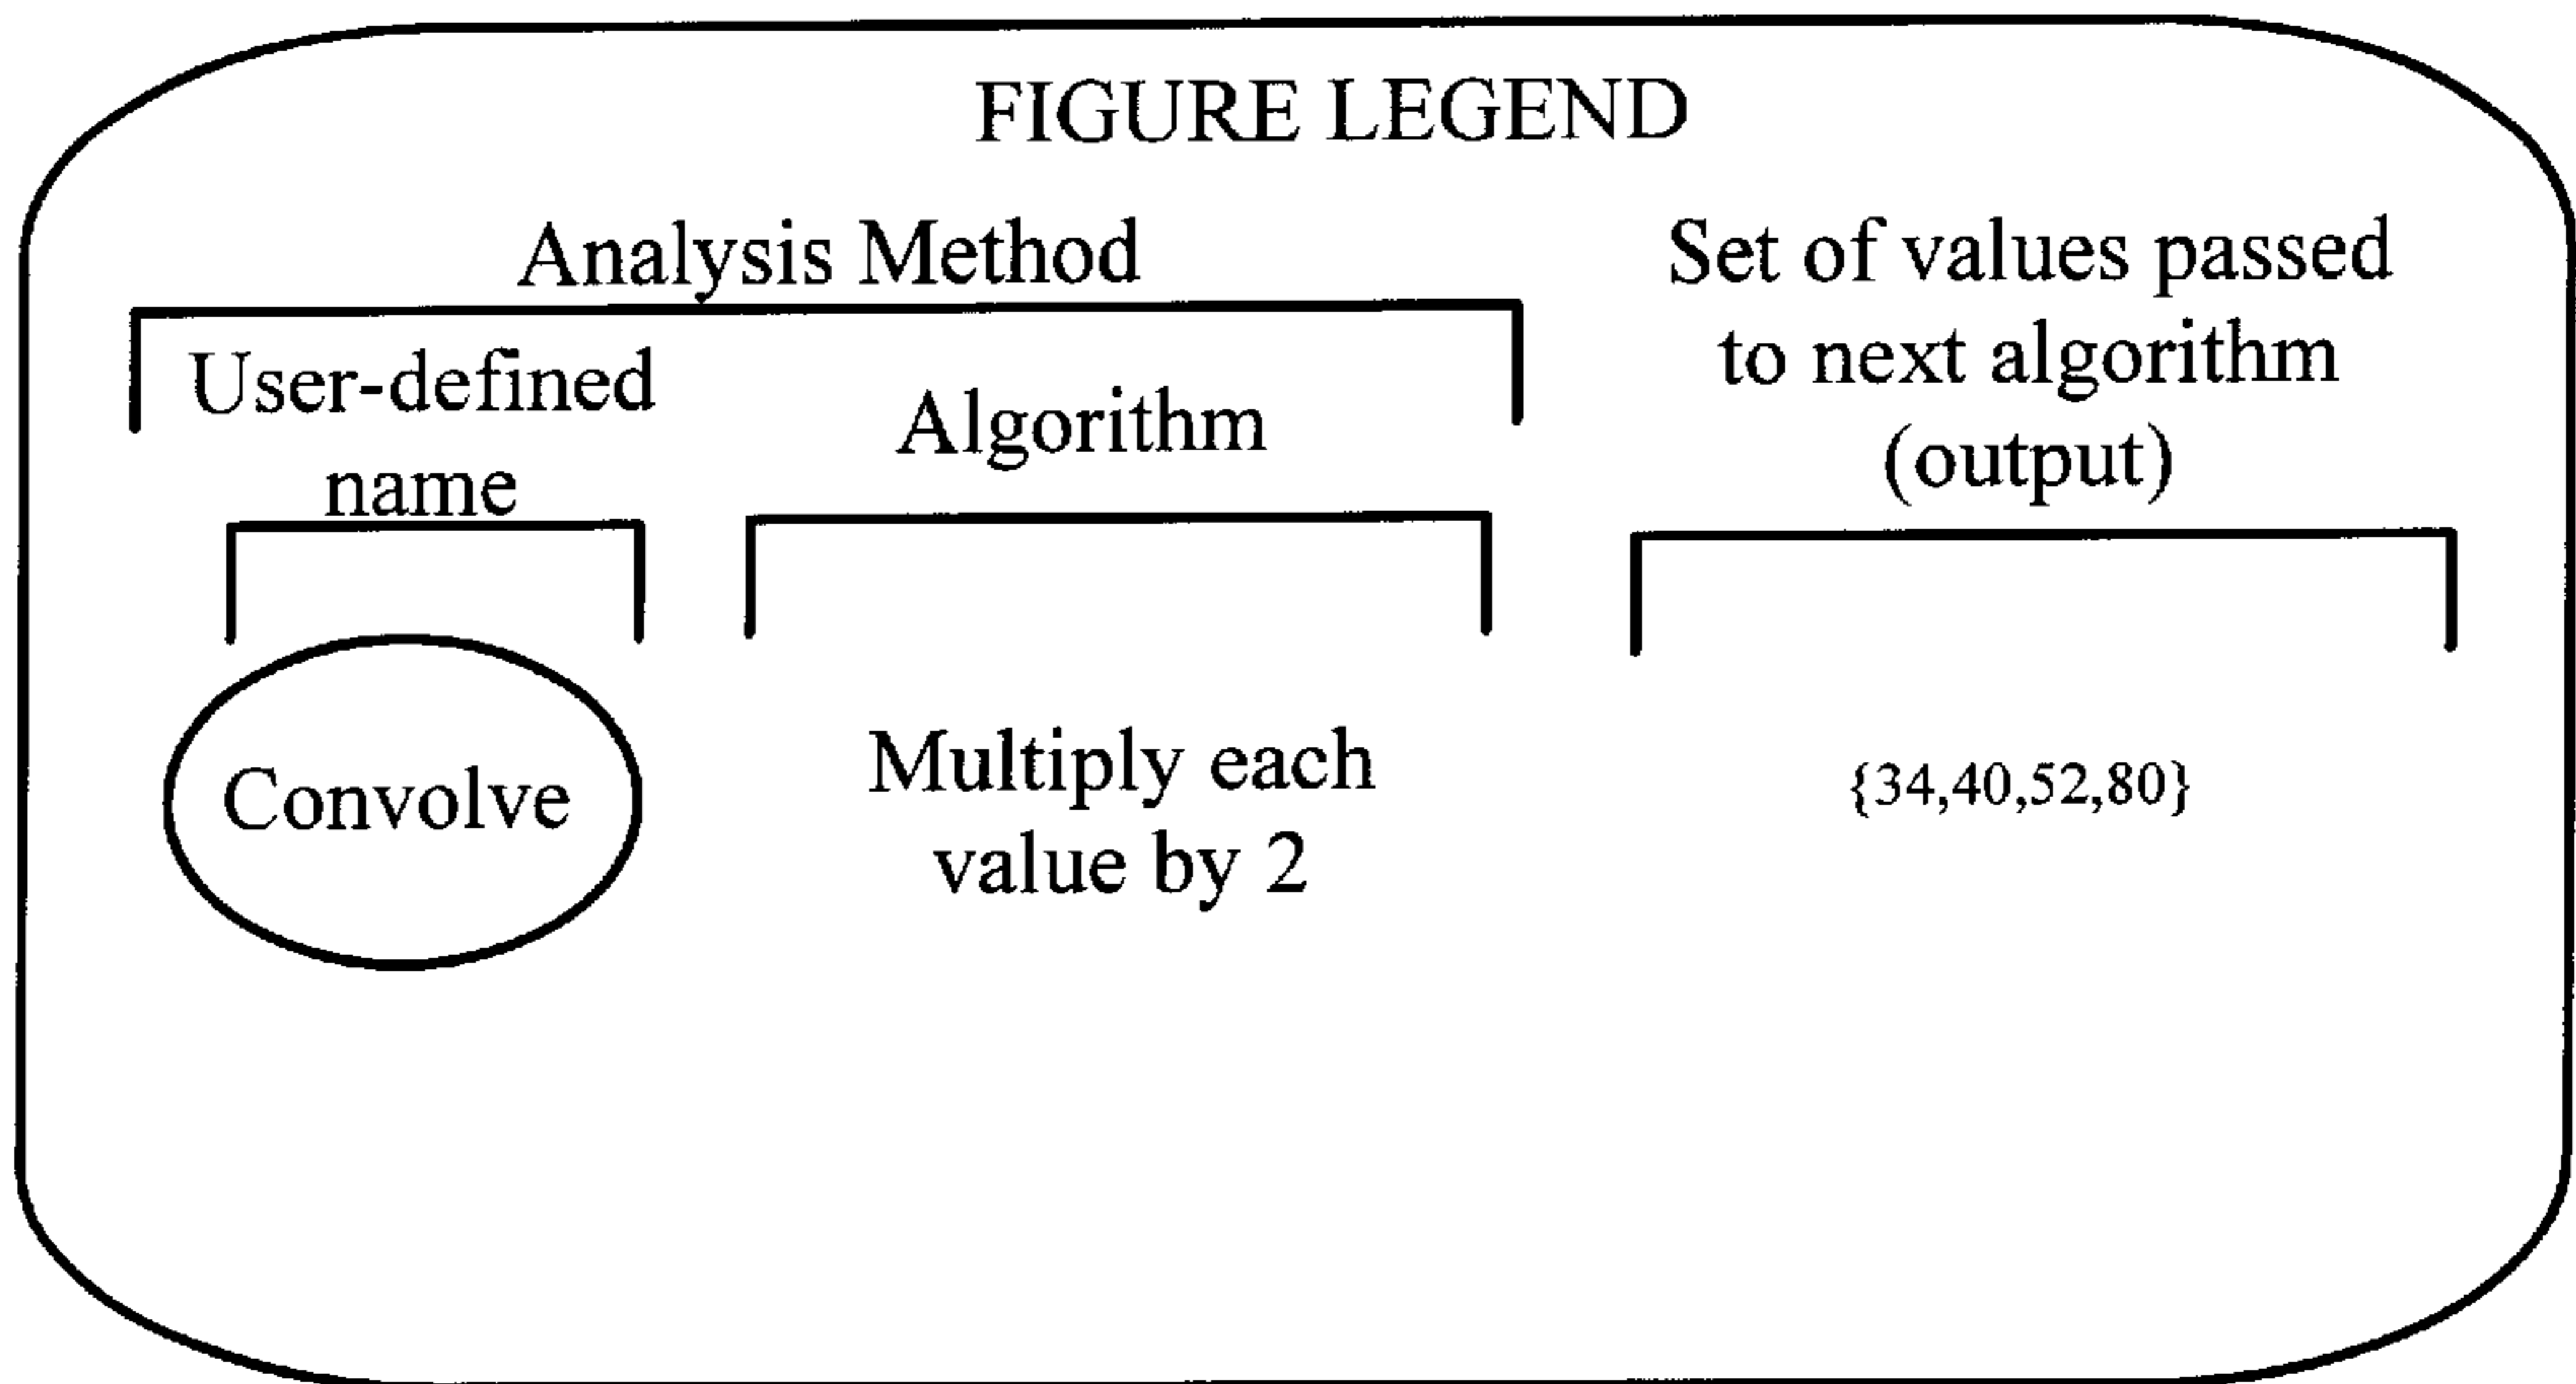 FIGURE LEGEND
Analysis Method
User-defined
name
Algorithm
Set of values passed
to next algorithm
(output)
Convolve
Multiply each
value by 2
{34,40,52,80}